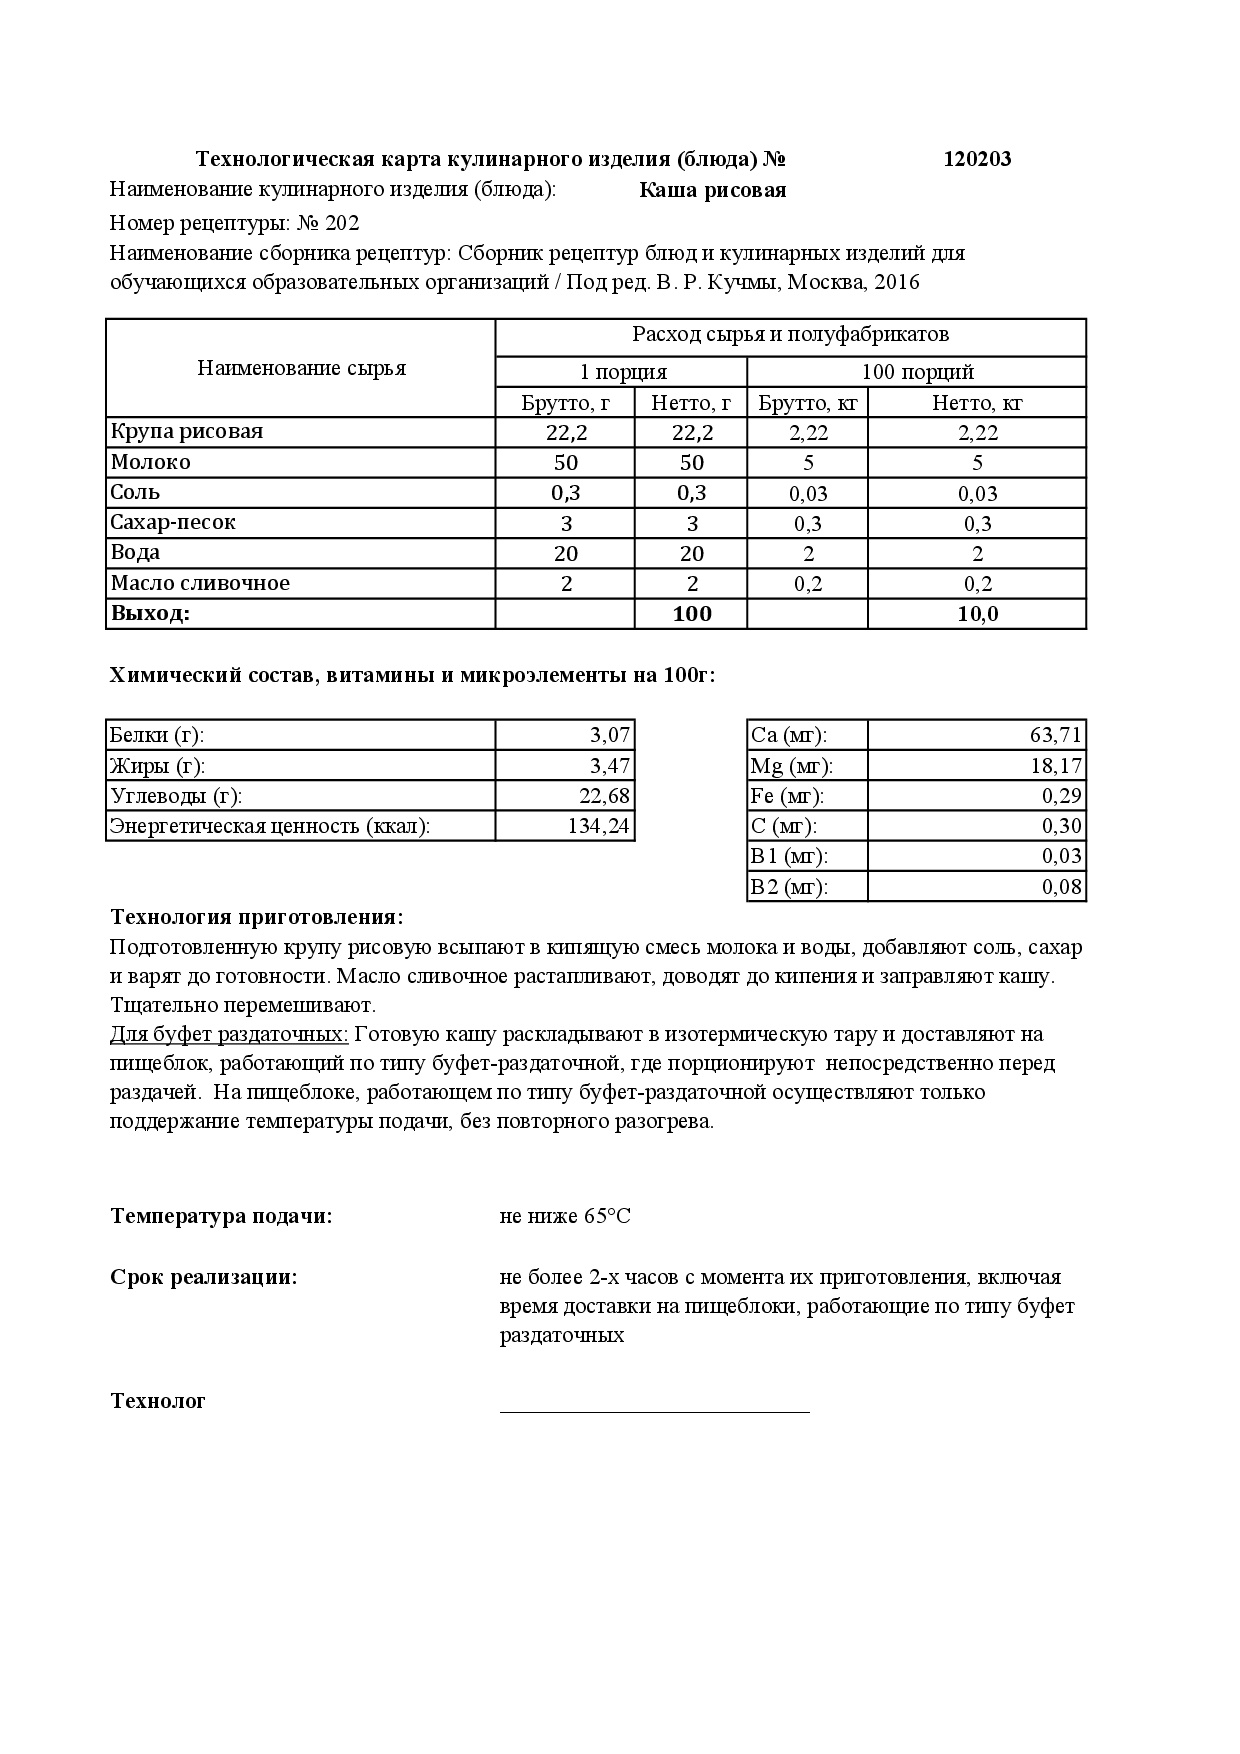 Технологическая карта кулинарного изделия (блюда) № 120203
Наименование кулинарного изделия (блюда): Каша рисовая
Номер рецептуры: № 202
Наименование сборника рецептур: Сборник рецептур блюд и кулинарных изделий для
обучающихся образовательных организаций / Под ред. В. Р. Кучмы, Москва, 2016
Наименование сырья
Расход сырья и полуфабрикатов
1 порция 100 порций
Брутто, г Нетто, г Брутто, кг Нетто, кг
Крупа рисовая 22,2 22,2 2,22 2,22
Молоко 50 50 5 5
Соль 0,3 0,3 0,03 0,03
Сахар-песок 3 3 0,3 0,3
Вода 20 20 2 2
Масло сливочное 2 2 0,2 0,2
Выход: 100 10,0
Химический состав, витамины и микроэлементы на 100г:
Белки (г): 3,07 Ca (мг): 63,71
Жиры (г): 3,47 Mg (мг): 18,17
Углеводы (г): 22,68 Fe (мг): 0,29
Энергетическая ценность (ккал): 134,24 C (мг): 0,30
B1 (мг): 0,03
B2 (мг): 0,08
Технология приготовления:
Подготовленную крупу рисовую всыпают в кипящую смесь молока и воды, добавляют соль, сахар
и варят до готовности. Масло сливочное растапливают, доводят до кипения и заправляют кашу.
Тщательно перемешивают.
Для буфет раздаточных: Готовую кашу раскладывают в изотермическую тару и доставляют на
пищеблок, работающий по типу буфет-раздаточной, где порционируют непосредственно перед
раздачей. На пищеблоке, работающем по типу буфет-раздаточной осуществляют только
поддержание температуры подачи, без повторного разогрева.
Температура подачи: не ниже 65°С
Срок реализации: не более 2-х часов с момента их приготовления, включая
время доставки на пищеблоки, работающие по типу буфет
раздаточных
Технолог